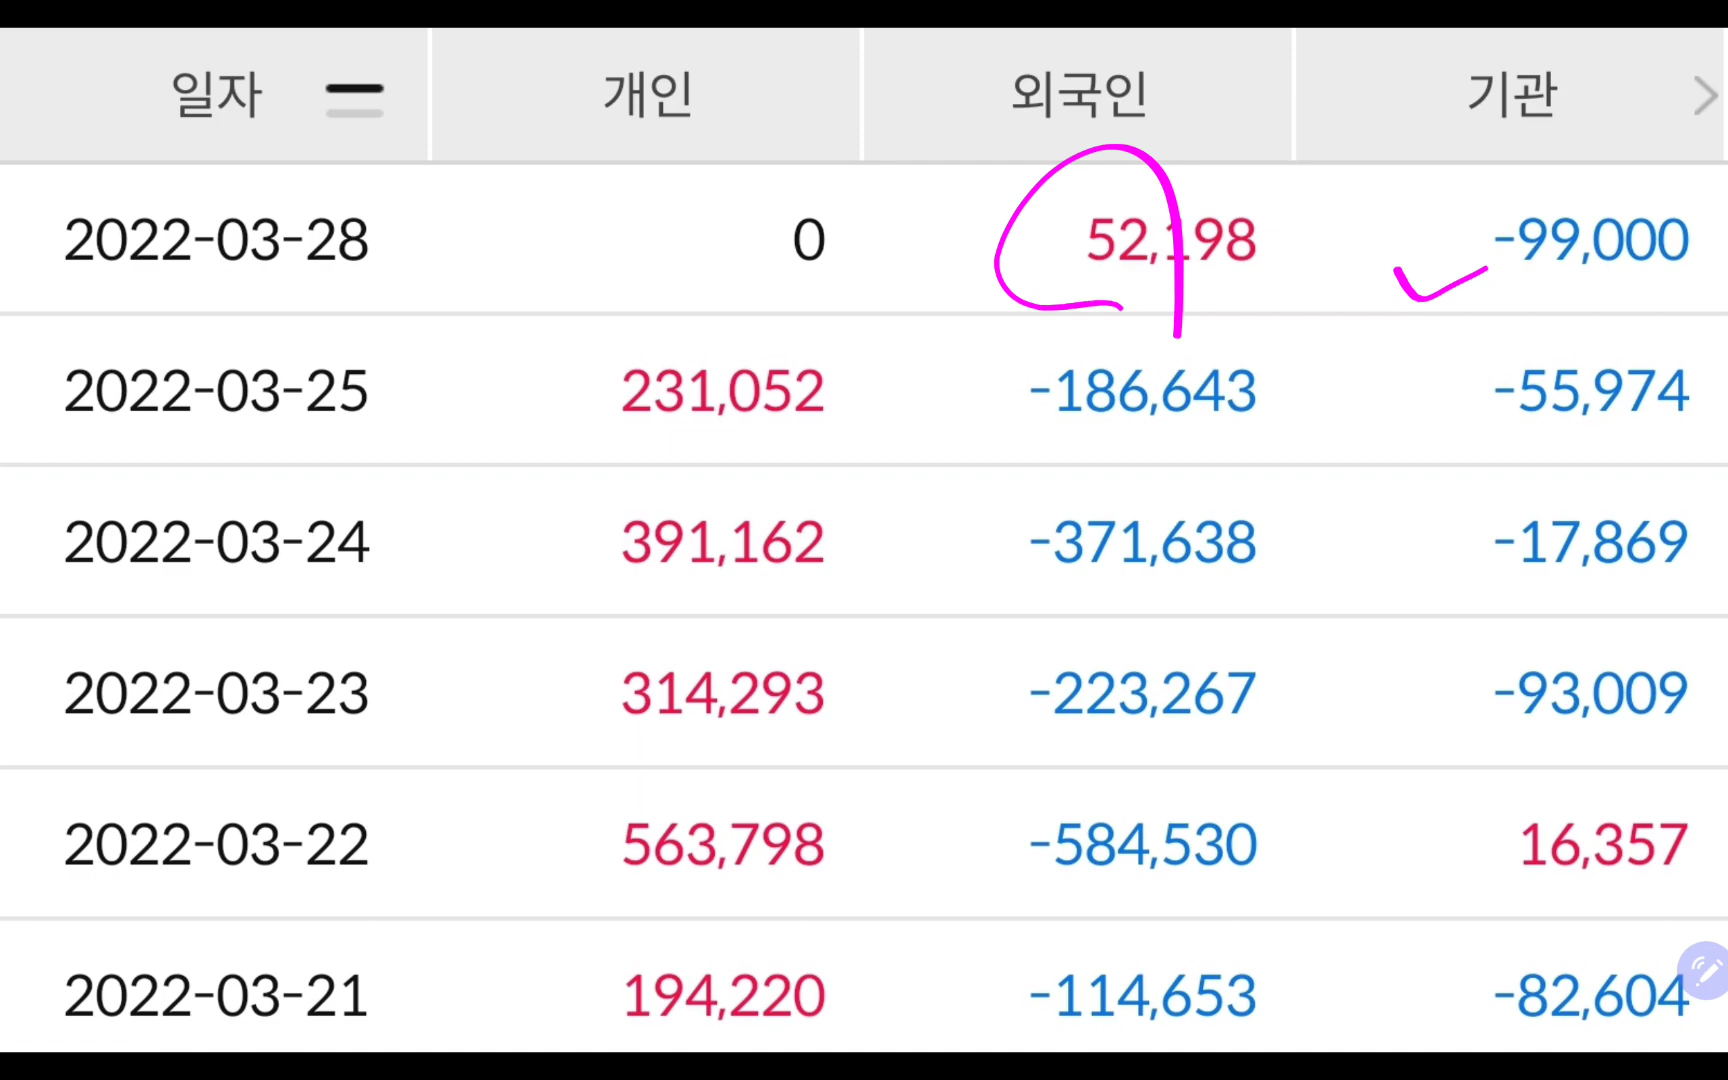 일자 개인 외국인 기관
2022-03-28 0 52,198 -99,000
2022-03-25 231,052 -186,643 -55,974
2022-03-24 391,162 -371,638 -17,869
2022-03-23 314,293 -223,267 -93,009
2022-03-22 563,798 -584,530 16,357
2022-03-21 194,220 -114,653 -82,604